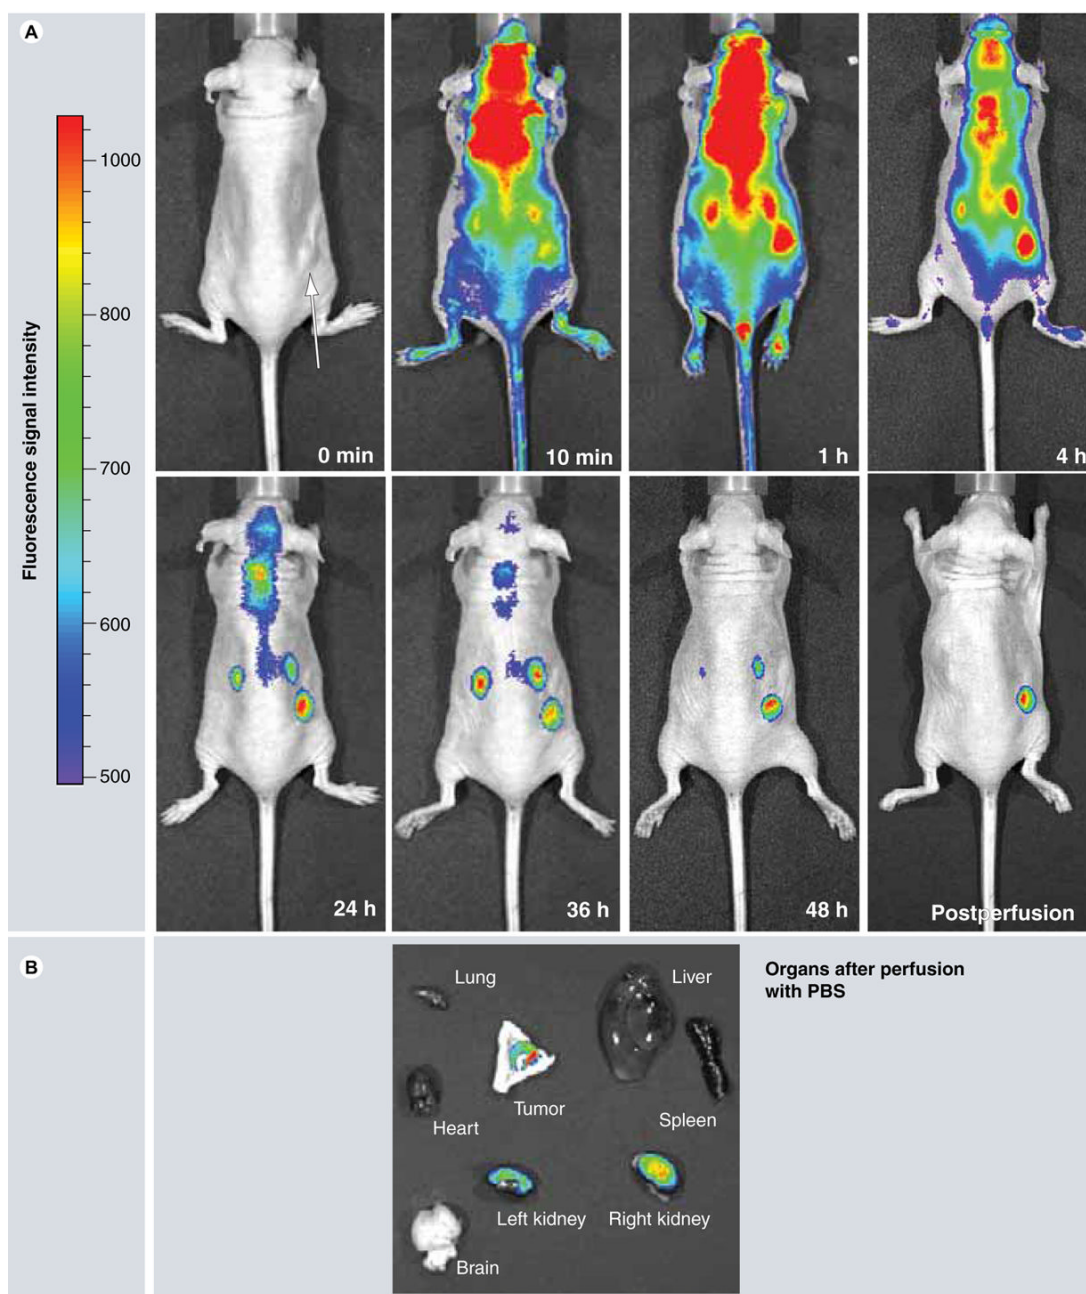 A
Fluorescence signal intensity
1000
800
700
600
500
0 min
10 min
1 h
4 h
24 h
36 h
48 h
Postperfusion
B
Lung
Liver
Tumor
Heart
Spleen
Left kidney
Right kidney
Brain
Organs after perfusion
with PBS